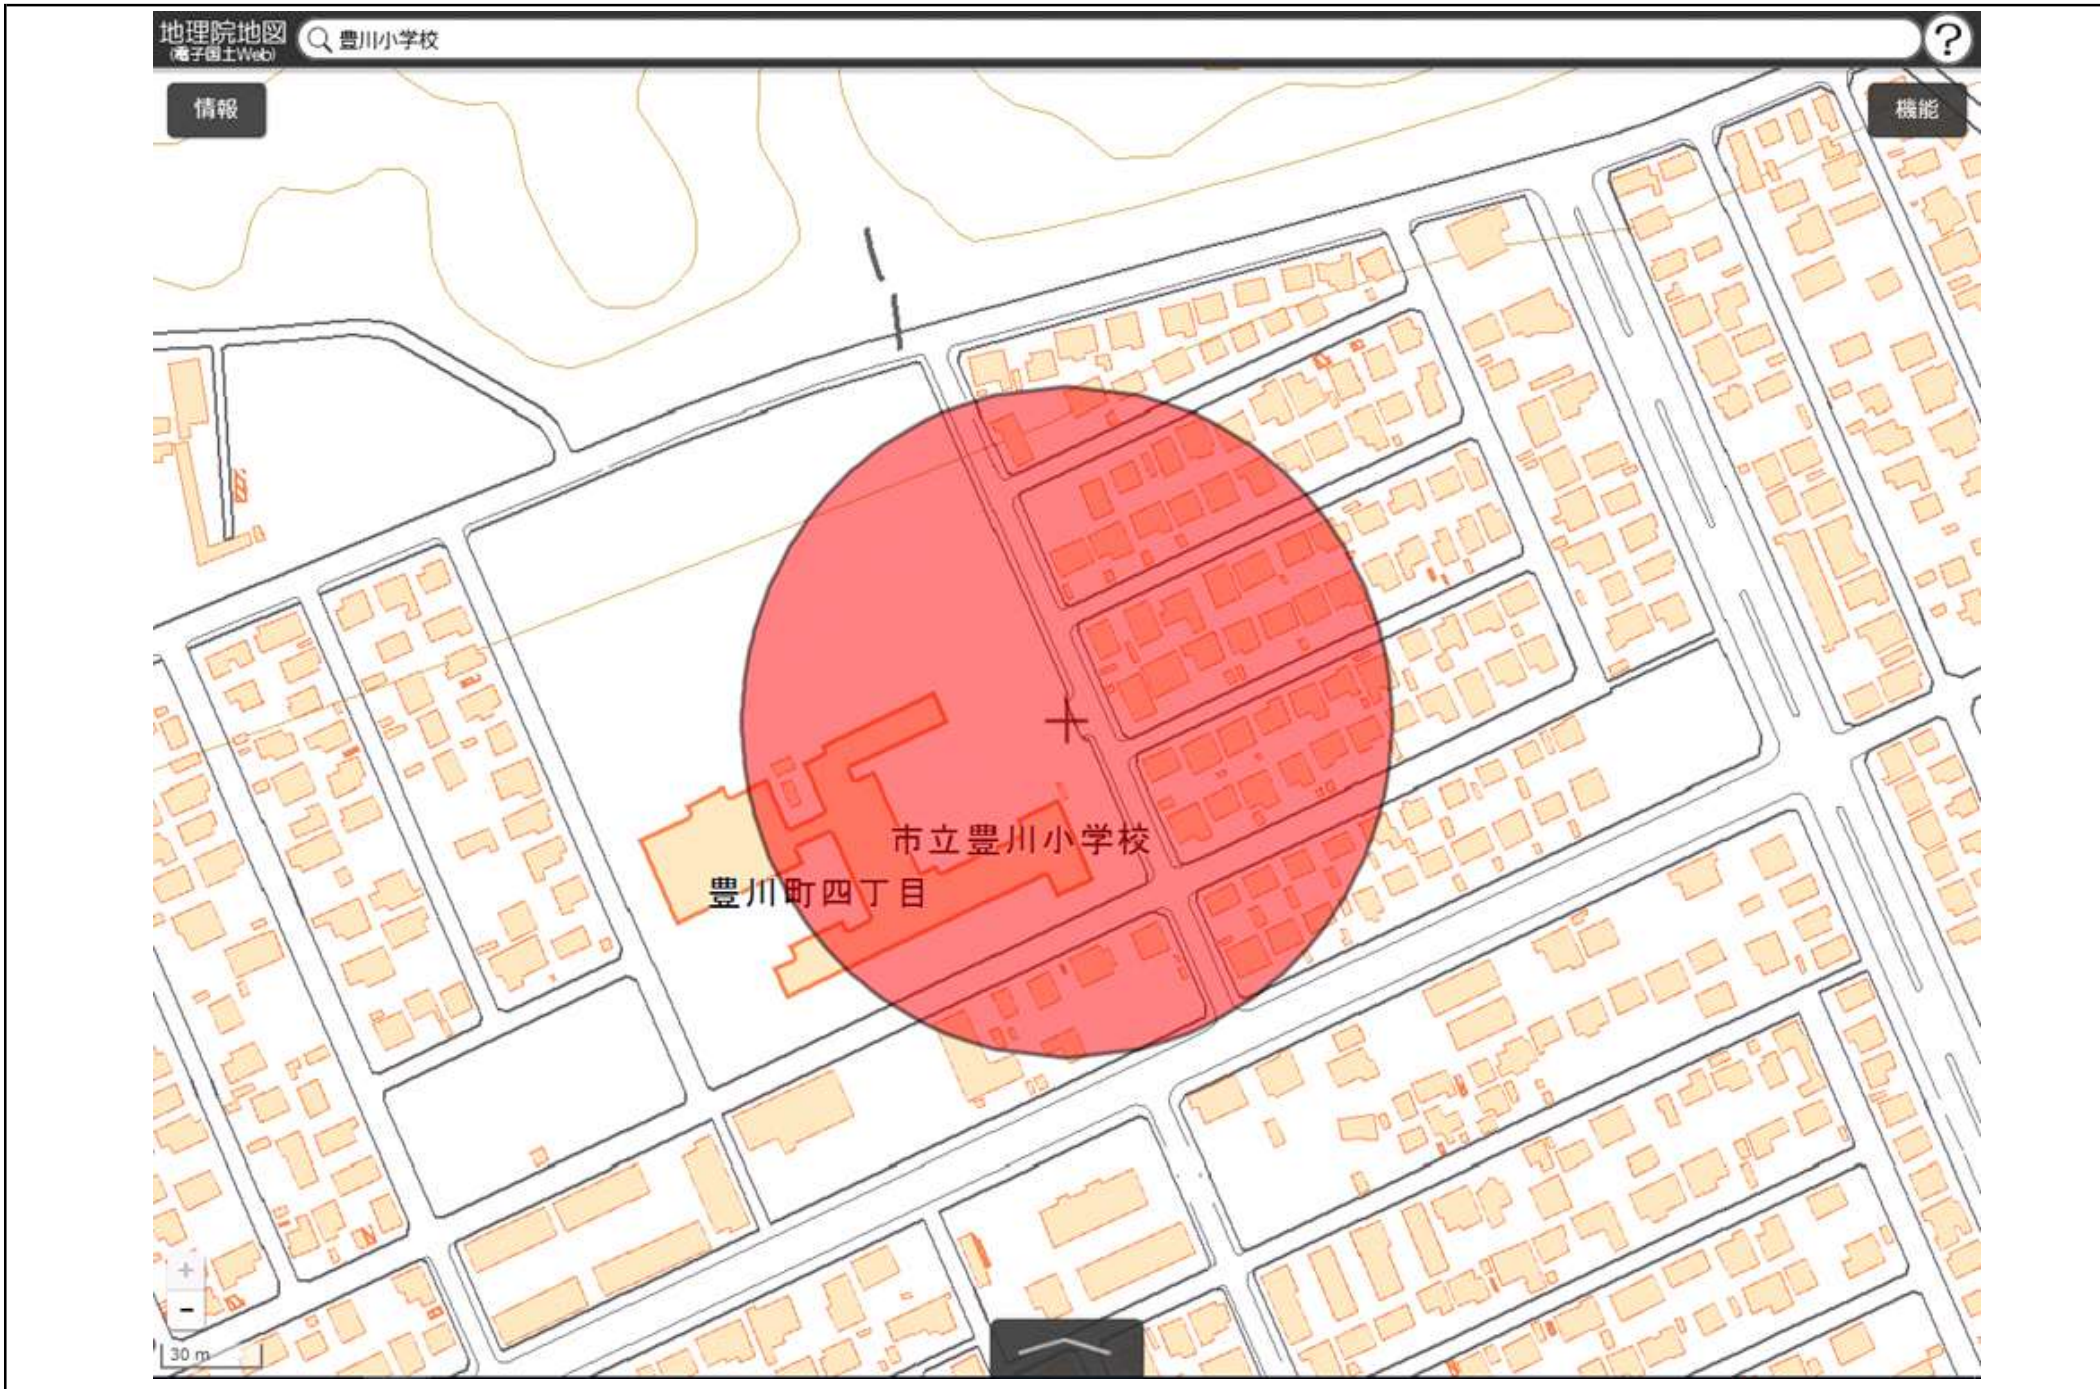 地理院地図
(電子国土Web)
豊川小学校
?
情報
機能
市立豊川小学校
豊川町四丁目
+
-
30 m